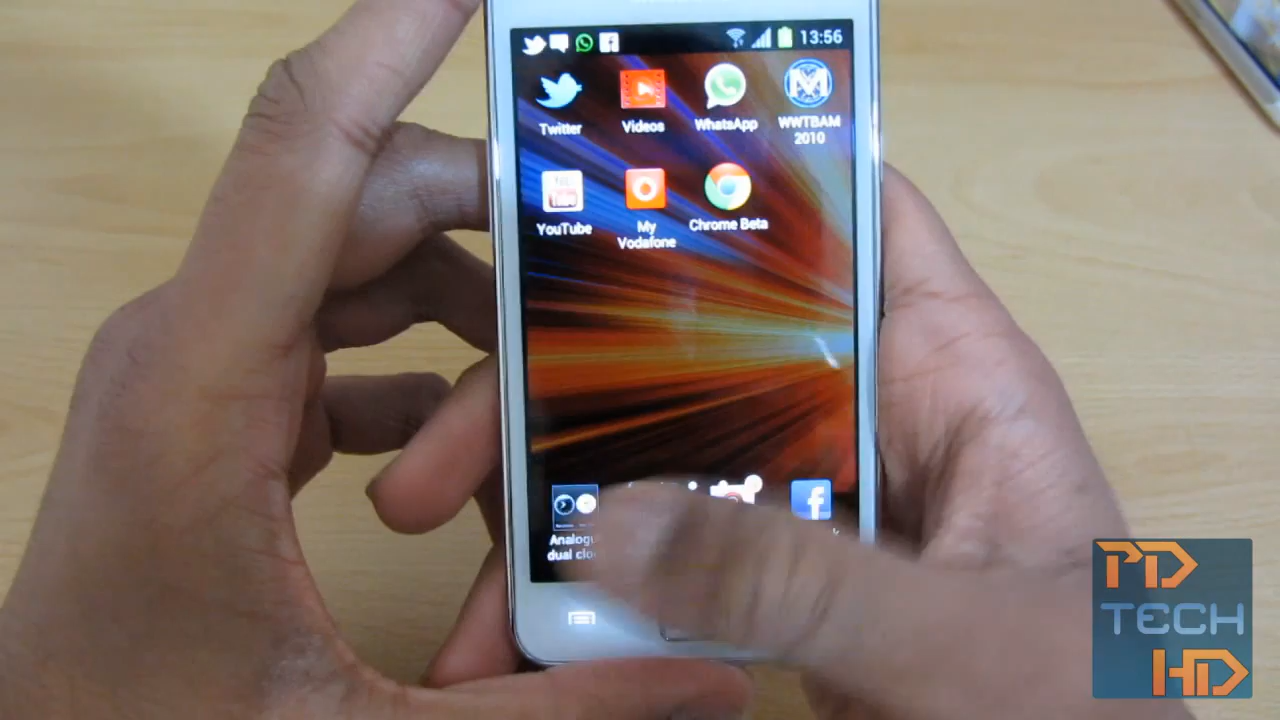 13:56
Twitter
Videos
WhatsApp
WWTBAM
2010
YouTube
My
Vodafone
Chrome Beta
Analogu
dual clo
PD
TECH
HD